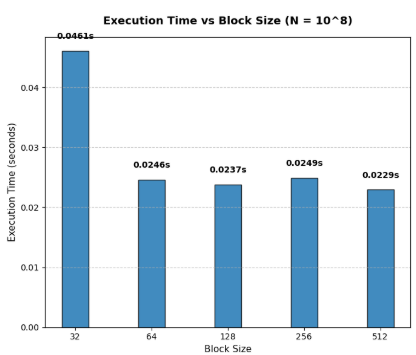 Execution Time vs Block Size (N = 10^8)
0.0461s
0.04
0.03
0.02
0.01
0.00
Execution Time (seconds)
0.0246s
0.0237s
0.0249s
0.0229s
32
64
128
256
512
Block Size